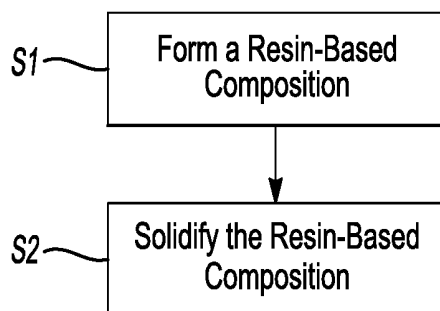 S1
Form a Resin-Based
Composition
S2
Solidify the Resin-Based
Composition